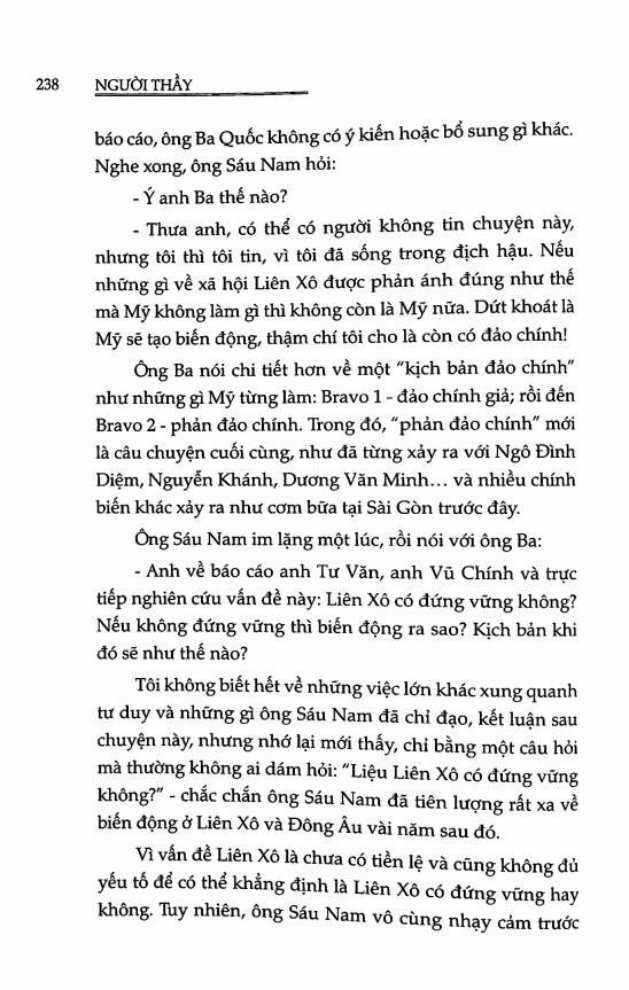 238 NGƯỜI THẦY
báo cáo, ông Ba Quốc không có ý kiến hoặc bổ sung gì khác.
Nghe xong, ông Sáu Nam hỏi:
- Ý anh Ba thế nào?
- Thưa anh, có thể có người không tin chuyện này,
nhưng tôi thì tôi tin, vì tôi đã sống trong địch hậu. Nếu
những gì về xã hội Liên Xô được phản ánh đúng như thế
mà Mỹ không làm gì thì không còn là Mỹ nữa. Dứt khoát là
Mỹ sẽ tạo biến động, thậm chí tôi cho là còn có đảo chính!
Ông Ba nói chi tiết hơn về một "kịch bản đảo chính"
như những gì Mỹ từng làm: Bravo 1 - đảo chính giả; rồi đến
Bravo 2 - phản đảo chính. Trong đó, "phản đảo chính" mới
là câu chuyện cuối cùng, như đã từng xảy ra với Ngô Đình
Diệm, Nguyễn Khánh, Dương Văn Minh... và nhiều chính
biến khác xảy ra như cơm bữa tại Sài Gòn trước đây.
Ông Sáu Nam im lặng một lúc, rồi nói với ông Ba:
- Anh về báo cáo anh Tư Văn, anh Vũ Chính và trực
tiếp nghiên cứu vấn đề này: Liên Xô có đứng vững không?
Nếu không đứng vững thì biến động ra sao? Kịch bản khi
đó sẽ như thế nào?
Tôi không biết hết về những việc lớn khác xung quanh
tư duy và những gì ông Sáu Nam đã chỉ đạo, kết luận sau
chuyện này, nhưng nhớ lại mới thấy, chỉ bằng một câu hỏi
mà thường không ai dám hỏi: "Liệu Liên Xô có đứng vững
không?" - chắc chắn ông Sáu Nam đã tiên lượng rất xa về
biến động ở Liên Xô và Đông Âu vài năm sau đó.
Vì vấn đề Liên Xô là chưa có tiền lệ và cũng không đủ
yếu tố để có thể khẳng định là Liên Xô có đứng vững hay
không. Tuy nhiên, ông Sáu Nam vô cùng nhạy cảm trước